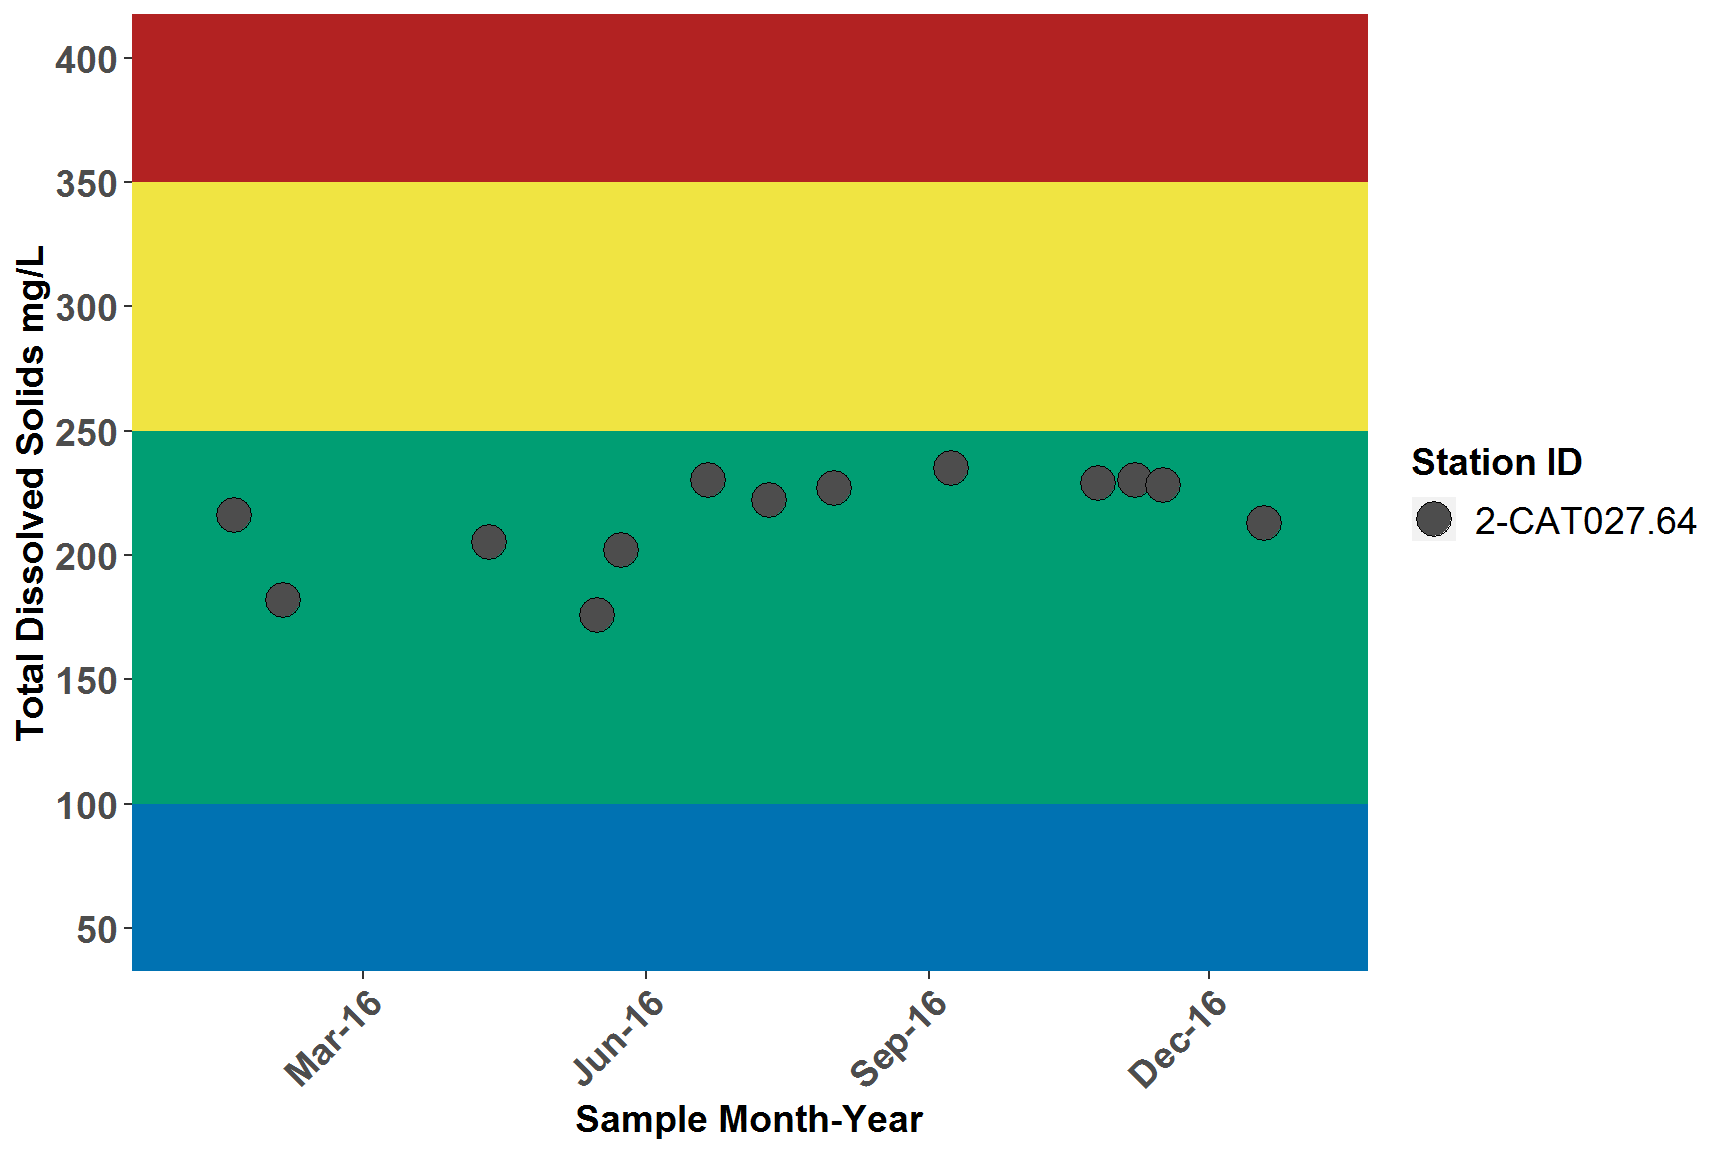 Total Dissolved Solids mg/L
400
350
300
250
200
150
100
50
Mar-16
Jun-16
Sep-16
Dec-16
Sample Month-Year
Station ID
2-CAT027.64